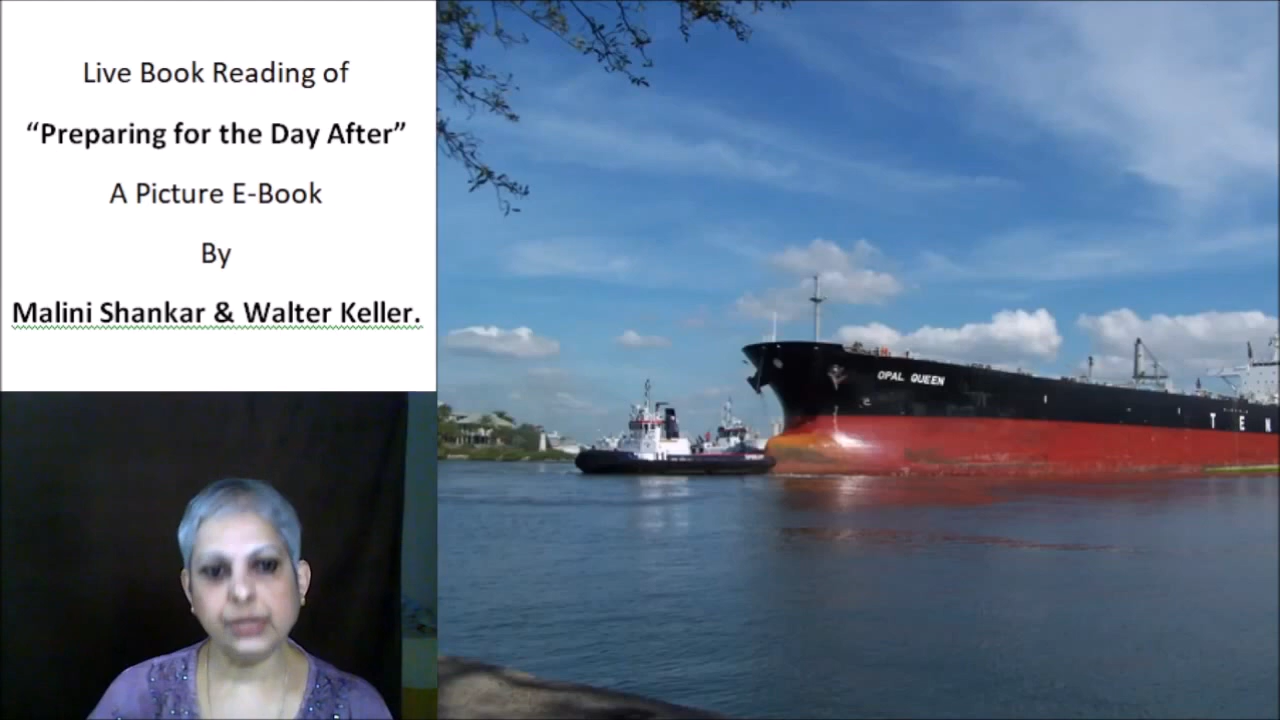 Live Book Reading of
“Preparing for the Day After”
A Picture E-Book
By
Malini Shankar & Walter Keller.
OPAL QUEEN
T E N